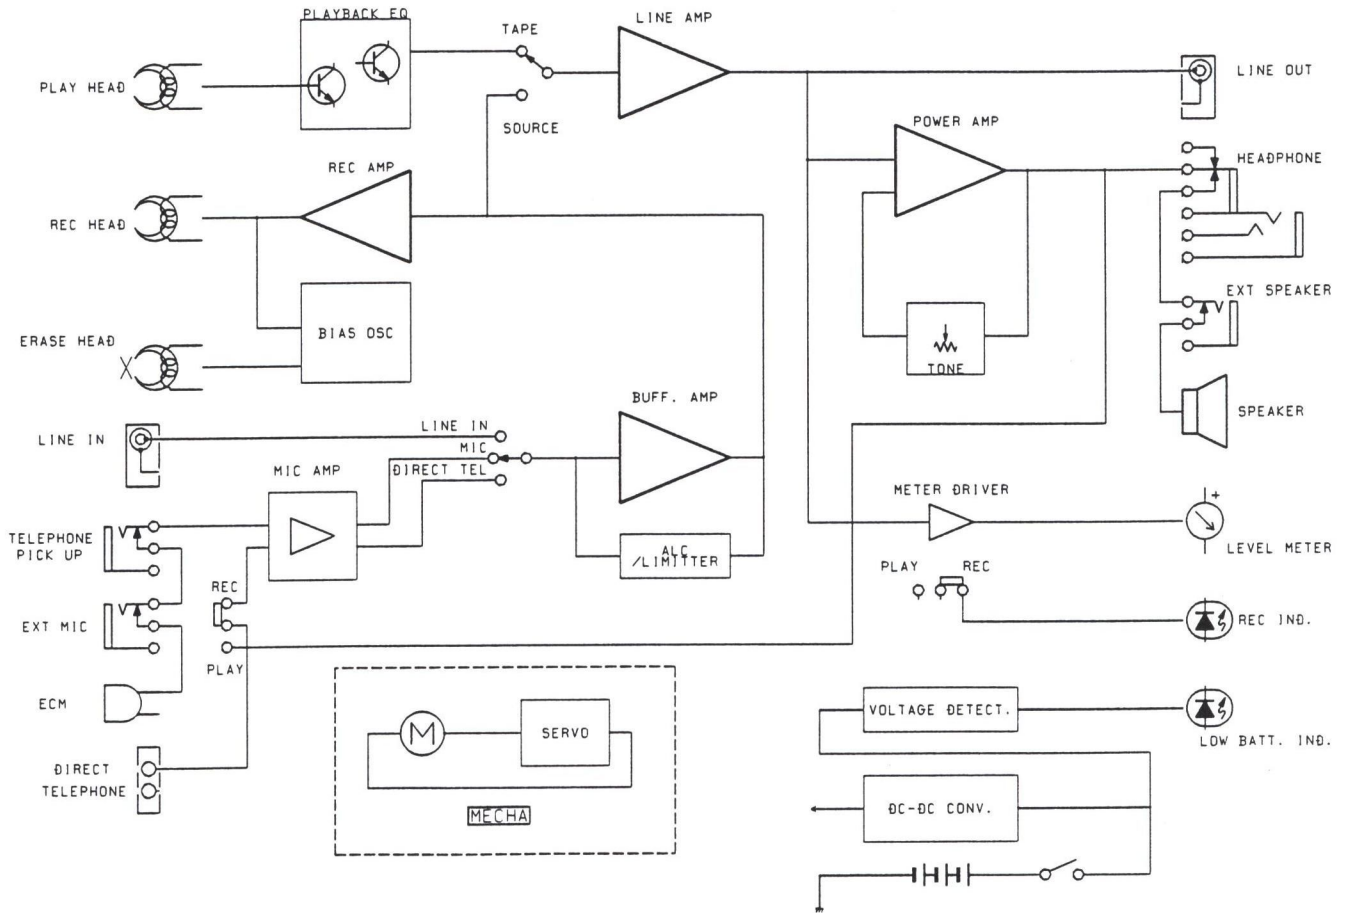 PLAYBACK EQ
LINE AMP
TAPE
PLAY HEAD
LINE OUT
SOURCE
POWER AMP
REC AMP
HEADPHONE
REC HEAD
EXT SPEAKER
BIAS OSC
ERASE HEAD
TONE
BUFF. AMP
SPEAKER
LINE IN
LINE IN
MIC
DIRECT TEL
MIC AMP
METER DRIVER
+
TELEPHONE
PICK UP
ALC
/LIMITTER
LEVEL METER
PLAY
REC
REC
EXT MIC
REC IND.
PLAY
ECM
VOLTAGE DETECT.
M
SERVO
LOW BATT. IND.
DIRECT
TELEPHONE
MECHA
DC-DC CONV.